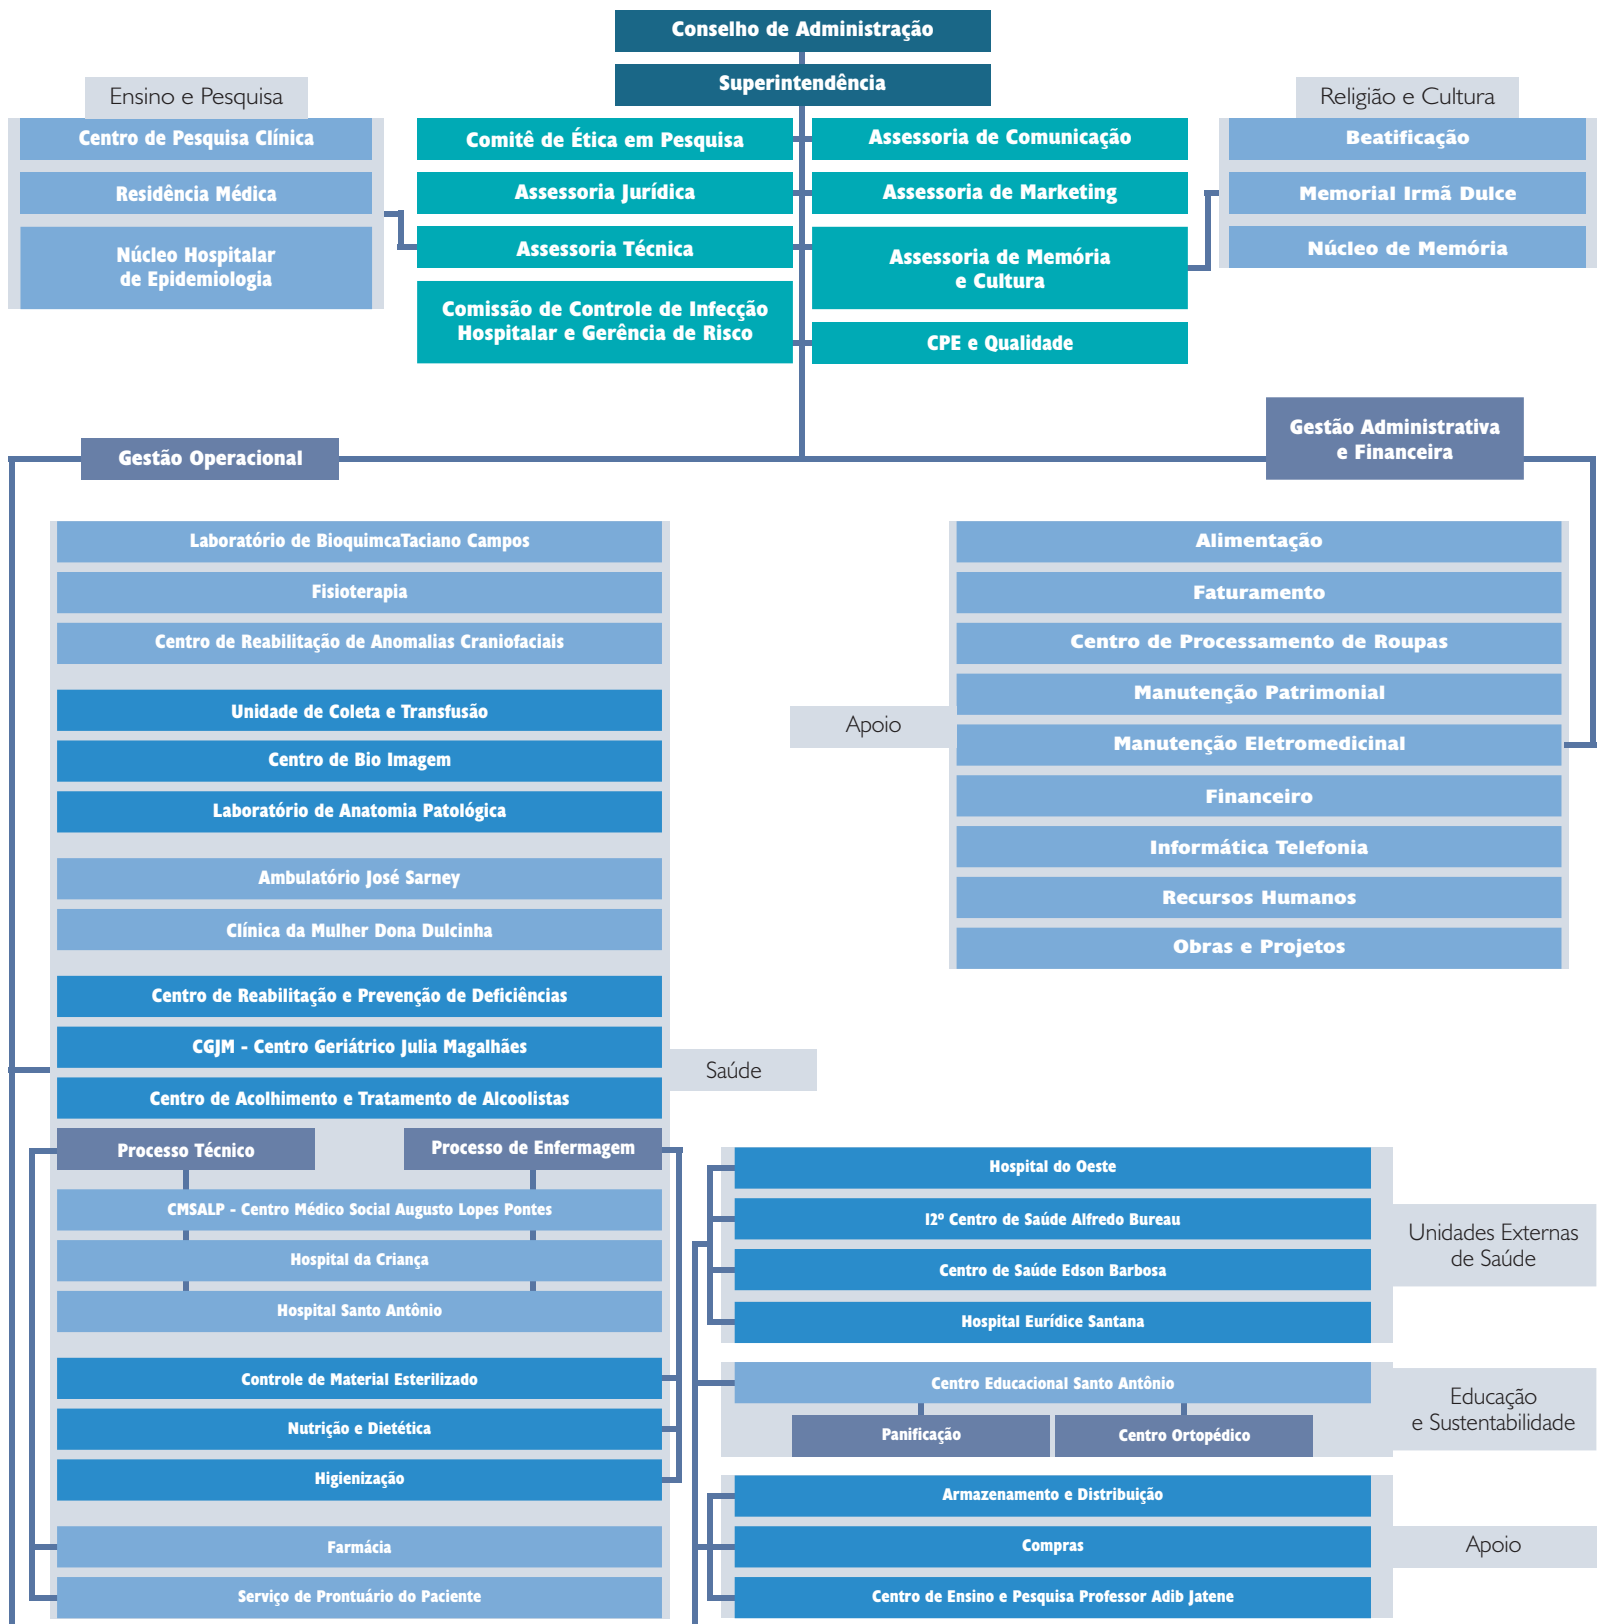 Conselho de Administração
Superintendência
Ensino e Pesquisa
Centro de Pesquisa Clínica
Residência Médica
Núcleo Hospitalar
de Epidemiologia
Comitê de Ética em Pesquisa
Assessoria Jurídica
Assessoria Técnica
Comissão de Controle de Infecção
Hospitalar e Gerência de Risco
Assessoria de Comunicação
Assessoria de Marketing
Assessoria de Memória
e Cultura
CPE e Qualidade
Religião e Cultura
Beatificação
Memorial Irmã Dulce
Núcleo de Memória
Gestão Operacional
Gestão Administrativa
e Financeira
Laboratório de BioquimcaTaciano Campos
Fisioterapia
Centro de Reabilitação de Anomalias Craniofaciais
Unidade de Coleta e Transfusão
Centro de Bio Imagem
Laboratório de Anatomia Patológica
Ambulatório José Sarney
Clínica da Mulher Dona Dulcinha
Centro de Reabilitação e Prevenção de Deficiências
CGJM - Centro Geriátrico Julia Magalhães
Centro de Acolhimento e Tratamento de Alcoolistas
Saúde
Processo Técnico
Processo de Enfermagem
CMSALP - Centro Médico Social Augusto Lopes Pontes
Hospital da Criança
Hospital Santo Antônio
Controle de Material Esterilizado
Nutrição e Dietética
Higienização
Farmácia
Serviço de Prontuário do Paciente
Apoio
Alimentação
Faturamento
Centro de Processamento de Roupas
Manutenção Patrimonial
Manutenção Eletromedicinal
Financeiro
Informática Telefonia
Recursos Humanos
Obras e Projetos
Hospital do Oeste
12º Centro de Saúde Alfredo Bureau
Centro de Saúde Edson Barbosa
Hospital Eurídice Santana
Unidades Externas
de Saúde
Centro Educacional Santo Antônio
Panificação
Centro Ortopédico
Educação
e Sustentabilidade
Armazenamento e Distribuição
Compras
Centro de Ensino e Pesquisa Professor Adib Jatene
Apoio